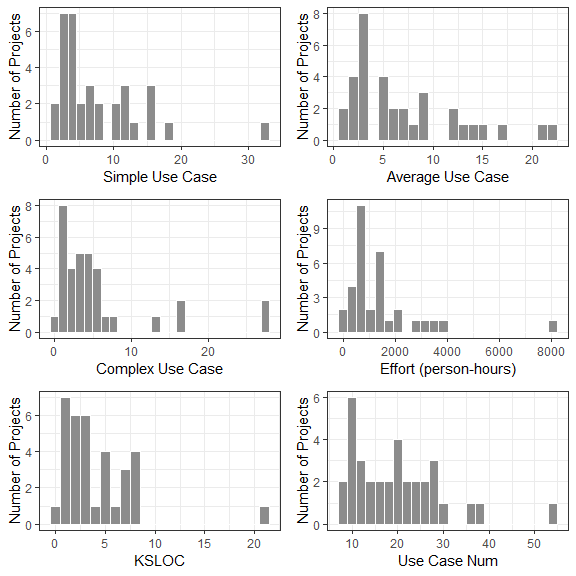 Number of Projects
6
4
2
0
0 10 20 30
Simple Use Case
Number of Projects
8
6
4
2
0
0 5 10 15 20
Average Use Case
Number of Projects
8
6
4
2
0
0 10 20
Complex Use Case
Number of Projects
9
6
3
2
0
0 2000 4000 6000 8000
Effort (person-hours)
Number of Projects
6
4
2
0
0 5 10 15 20
KSLOC
Number of Projects
6
4
2
0
10 20 30 40 50
Use Case Num